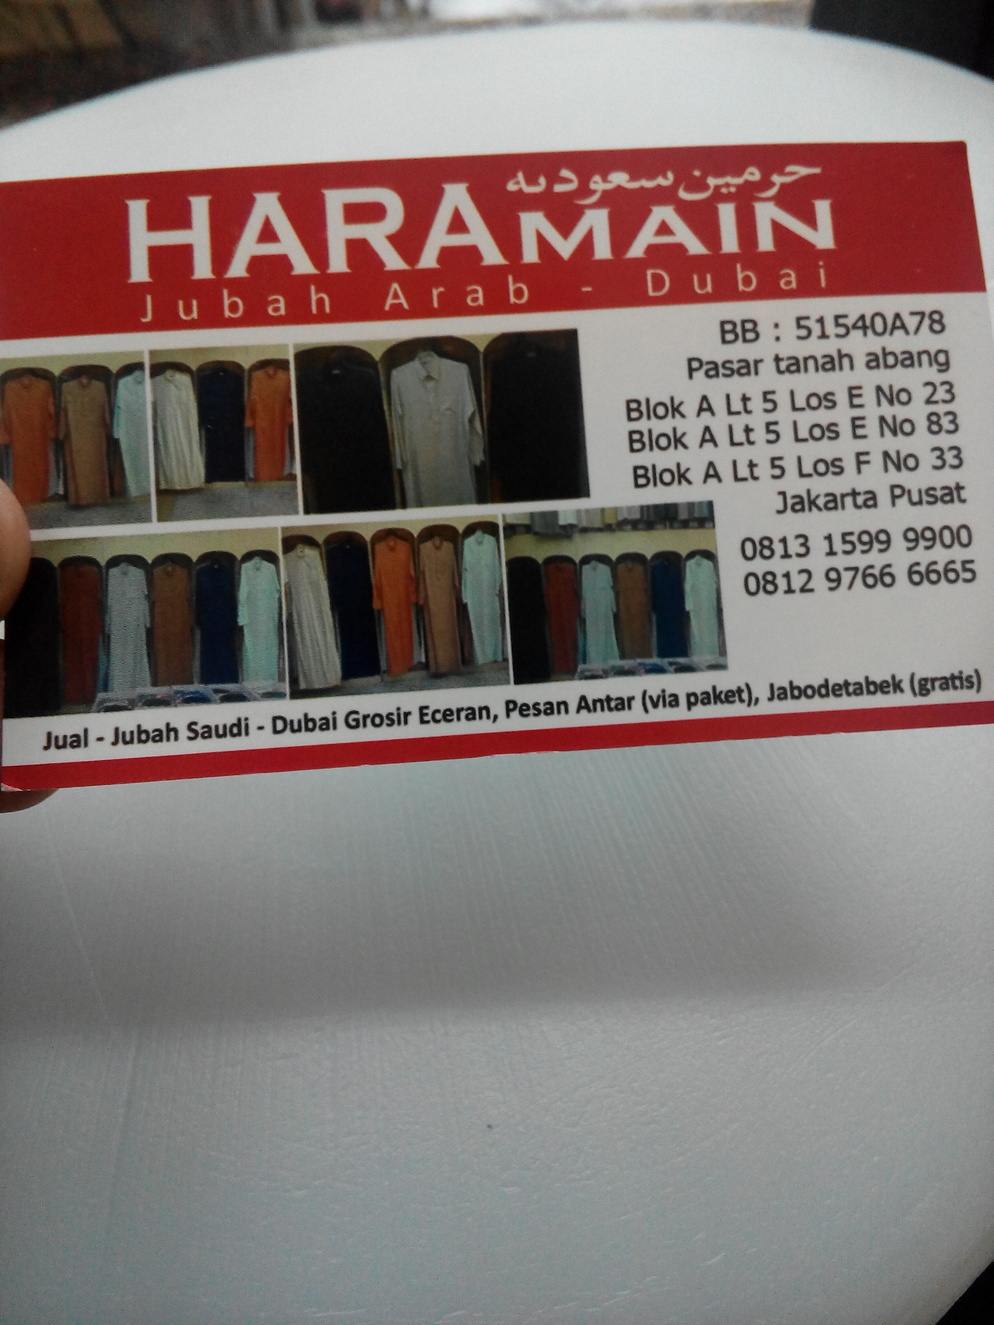 حرمين سعوديه
HARAMAIN
Jubah Arab - Dubai
BB : 51540A78
Pasar tanah abang
Blok A Lt 5 Los E No 23
Blok A Lt 5 Los E No 83
Blok A Lt 5 Los F No 33
Jakarta Pusat
0813 1599 9900
0812 9766 6665
Jual - Jubah Saudi - Dubai Grosir Eceran, Pesan Antar (via paket), Jabodetabek (gratis)